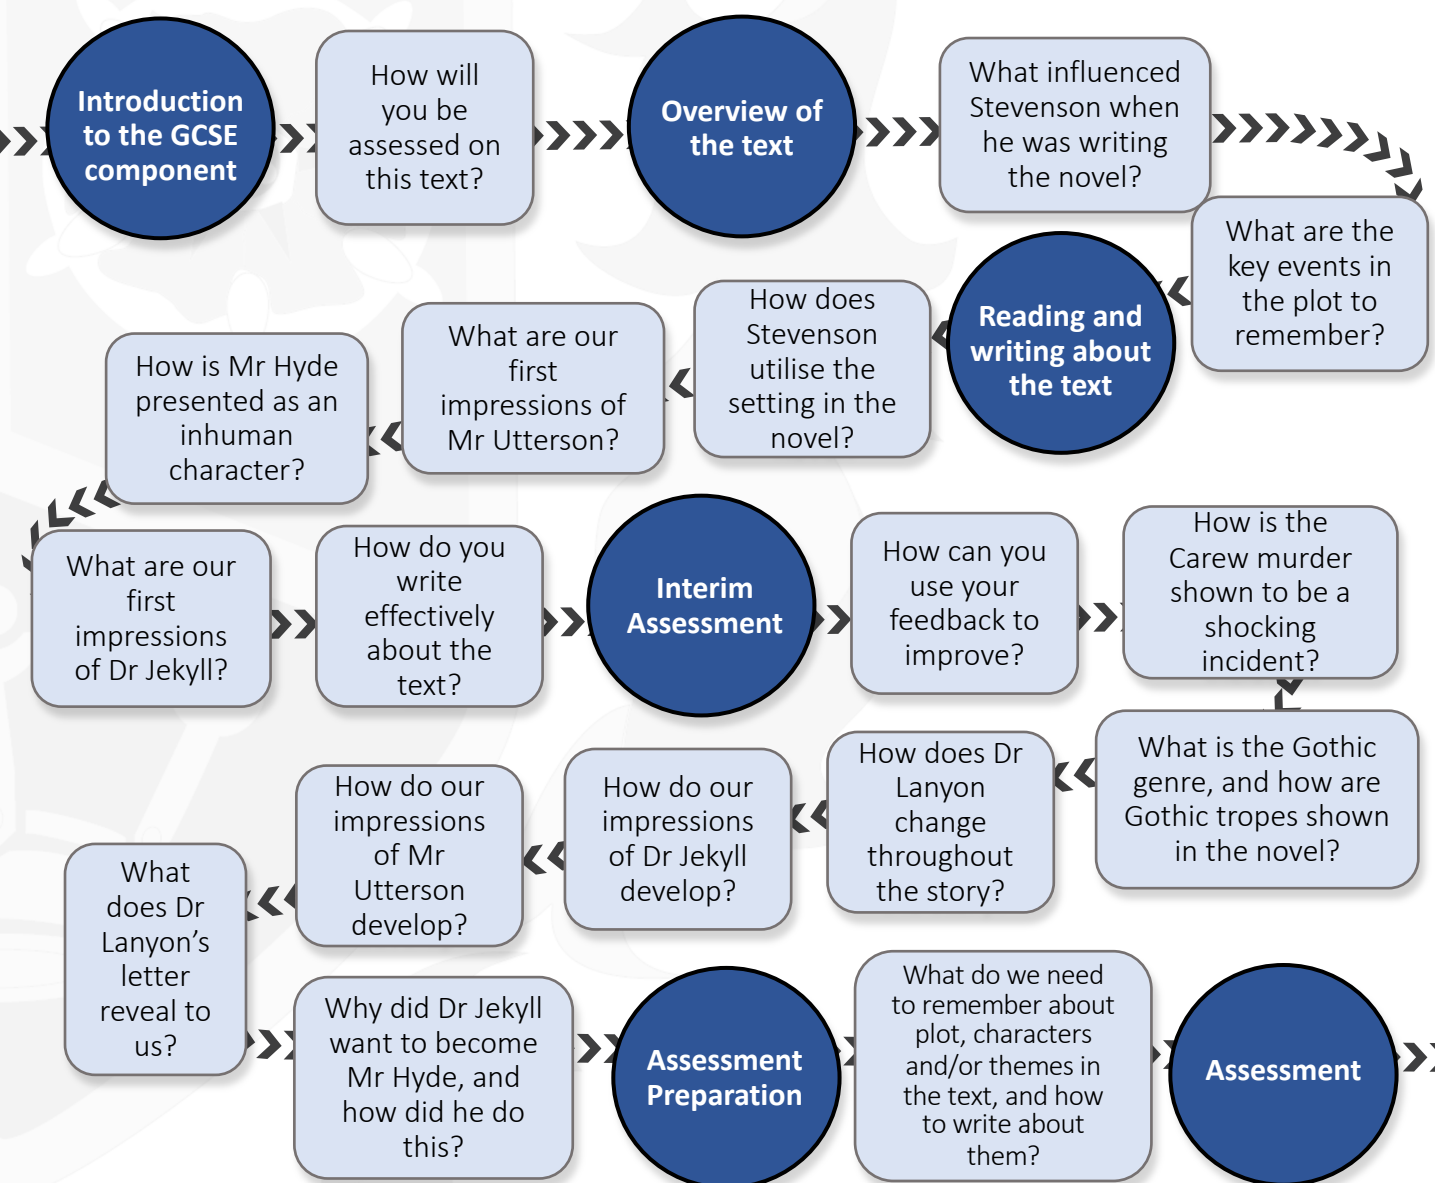 Introduction
to the GCSE
component
How will
you be
assessed on
this text?
Overview of
the text
What influenced
Stevenson when
he was writing
the novel?
What are the
key events in
the plot to
remember?
Reading and
writing about
the text
How does
Stevenson
utilise the
setting in the
novel?
What are our
first
impressions of
Mr Utterson?
How is Mr Hyde
presented as an
inhuman
character?
What are our
first
impressions
of Dr Jekyll?
How do you
write
effectively
about the
text?
Interim
Assessment
How can you
use your
feedback to
improve?
How is the
Carew murder
shown to be a
shocking
incident?
What is the Gothic
genre, and how are
Gothic tropes shown
in the novel?
How does Dr
Lanyon
change
throughout
the story?
How do our
impressions
of Dr Jekyll
develop?
How do our
impressions
of Mr
Utterson
develop?
What
does Dr
Lanyon’s
letter
reveal to
us?
Why did Dr Jekyll
want to become
Mr Hyde, and
how did he do
this?
Assessment
Preparation
What do we need
to remember about
plot, characters
and/or themes in
the text, and how
to write about
them?
Assessment